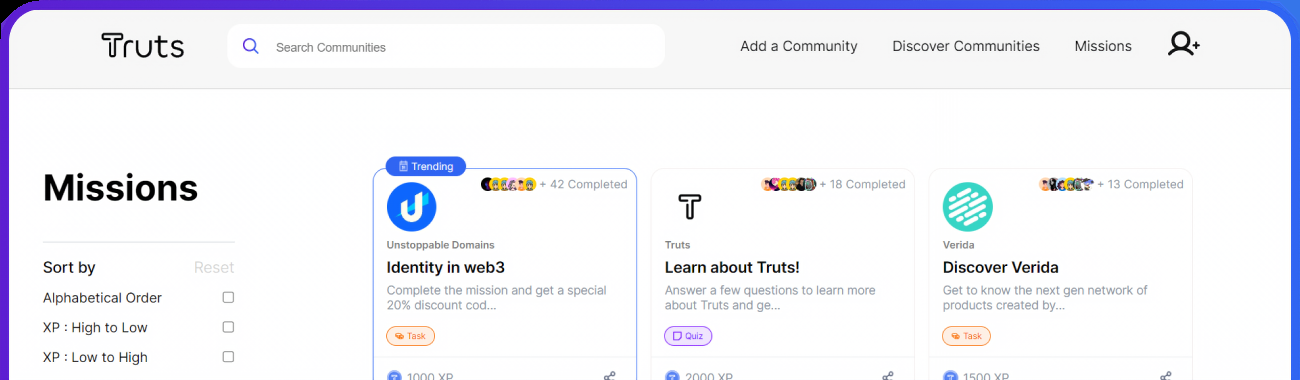 Truts
Search Communities
Add a Community
Discover Communities
Missions
Missions
Sort by
Reset
Alphabetical Order
XP : High to Low
XP : Low to High
Trending
+ 42 Completed
Unstoppable Domains
Identity in web3
Complete the mission and get a special
20% discount cod...
Task
1000 XP
+ 18 Completed
Truts
Learn about Truts!
Answer a few questions to learn more
about Truts and ge...
Quiz
2000 XP
+ 13 Completed
Verida
Discover Verida
Get to know the next gen network of
products created by...
Task
1500 XP